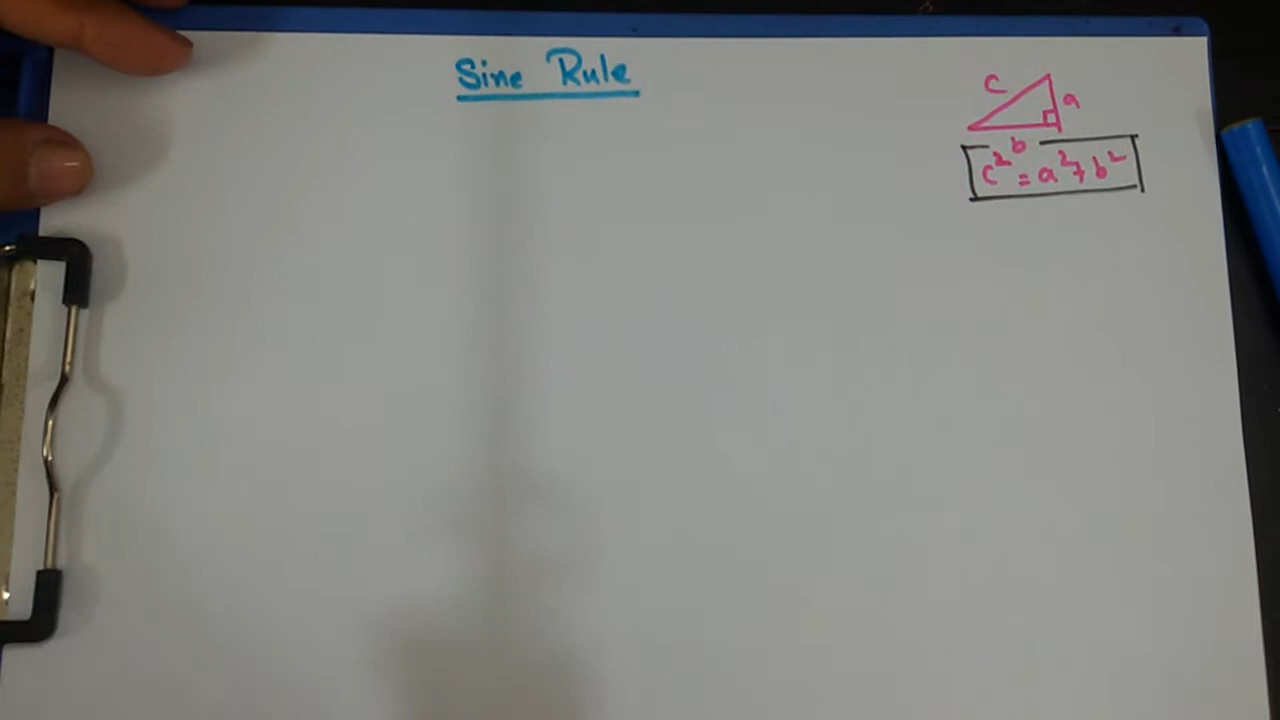 Sine Rule
c
a
b
c² = a² + b²